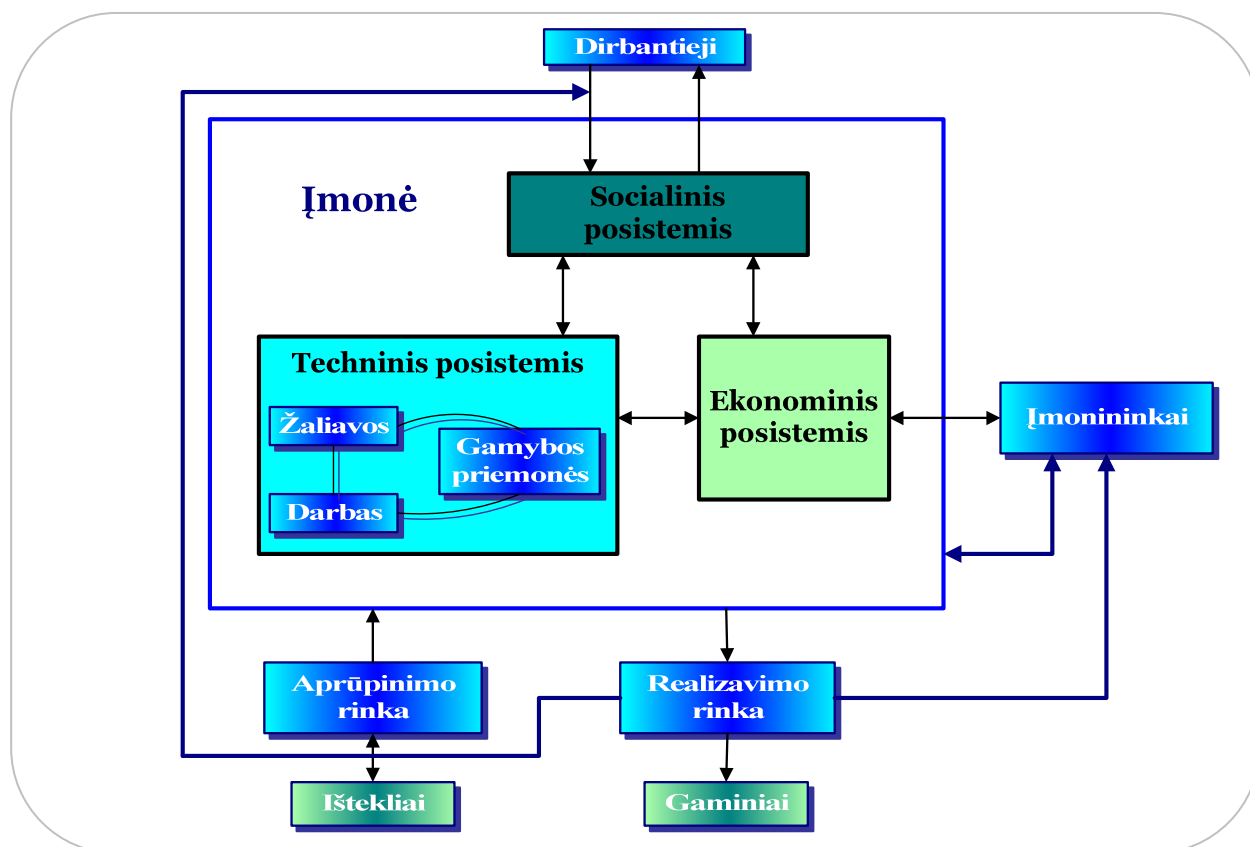 Dirbantieji
Įmonė
Socialinis
posistemis
Techninis posistemis
Žaliavos
Gamybos
priemonės
Darbas
Ekonominis
posistemis
Įmonininkai
Aprūpinimo
rinka
Realizavimo
rinka
Ištekliai
Gaminiai